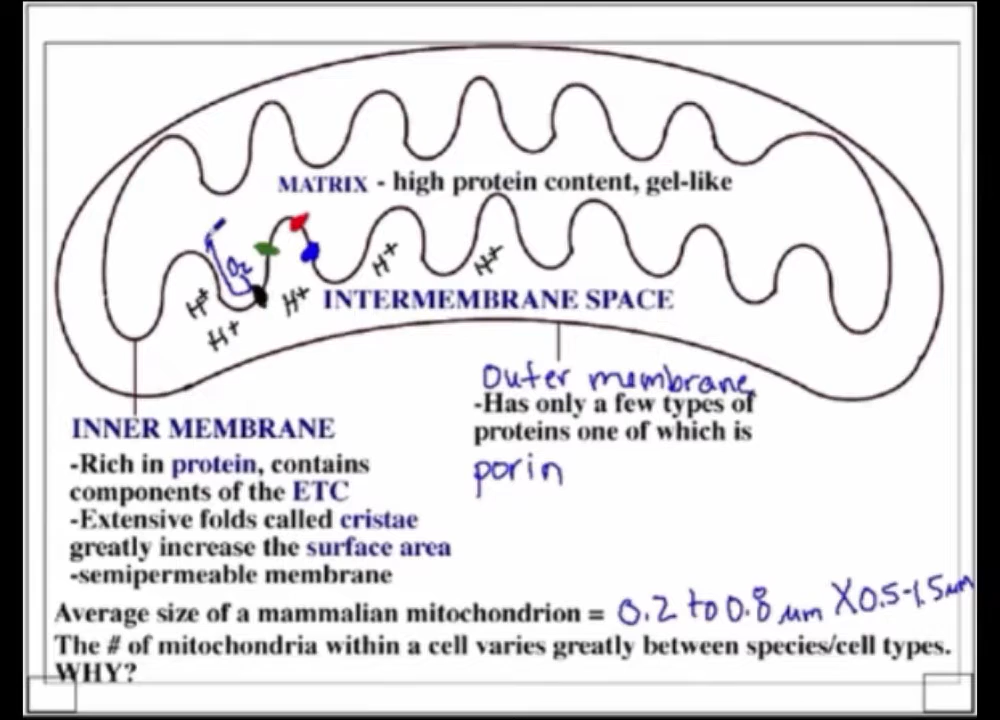 MATRIX - high protein content, gel-like
O2
H+
H+
H+
H+
H+
INTERMEMBRANE SPACE
Outer membrane
-Has only a few types of
proteins one of which is
porin
INNER MEMBRANE
-Rich in protein, contains
components of the ETC
-Extensive folds called cristae
greatly increase the surface area
-semipermeable membrane
Average size of a mammalian mitochondrion = 0.2 to 0.8 µm X 0.5-1.5µm
The # of mitochondria within a cell varies greatly between species/cell types.
WHY?